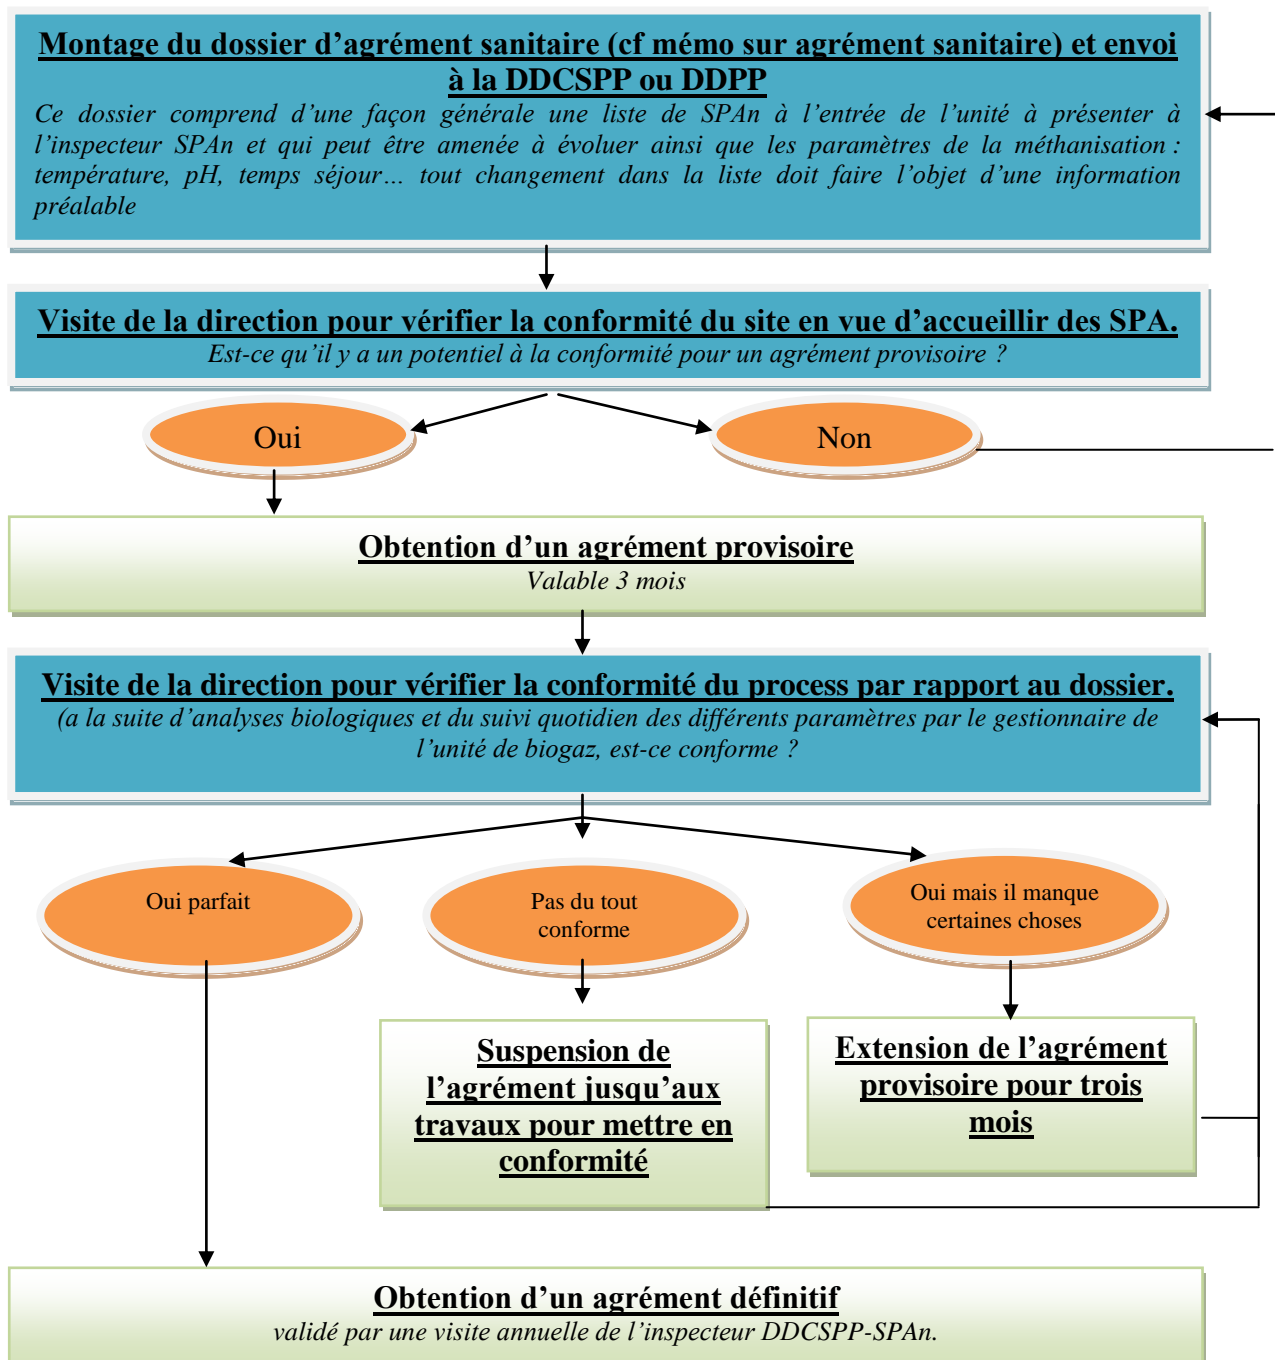 Montage du dossier d’agrément sanitaire (cf mémo sur agrément sanitaire) et envoi
à la DDCSPP ou DDPP
Ce dossier comprend d’une façon générale une liste de SPAn à l’entrée de l’unité à présenter à
l’inspecteur SPAn et qui peut être amenée à évoluer ainsi que les paramètres de la méthanisation :
température, pH, temps séjour… tout changement dans la liste doit faire l’objet d’une information
préalable
Visite de la direction pour vérifier la conformité du site en vue d’accueillir des SPA.
Est-ce qu’il y a un potentiel à la conformité pour un agrément provisoire ?
Oui
Non
Obtention d’un agrément provisoire
Valable 3 mois
Visite de la direction pour vérifier la conformité du process par rapport au dossier.
(a la suite d’analyses biologiques et du suivi quotidien des différents paramètres par le gestionnaire de
l’unité de biogaz, est-ce conforme ?
Oui parfait
Pas du tout
conforme
Oui mais il manque
certaines choses
Suspension de
l’agrément jusqu’aux
travaux pour mettre en
conformité
Extension de l’agrément
provisoire pour trois
mois
Obtention d’un agrément définitif
validé par une visite annuelle de l’inspecteur DDCSPP-SPAn.